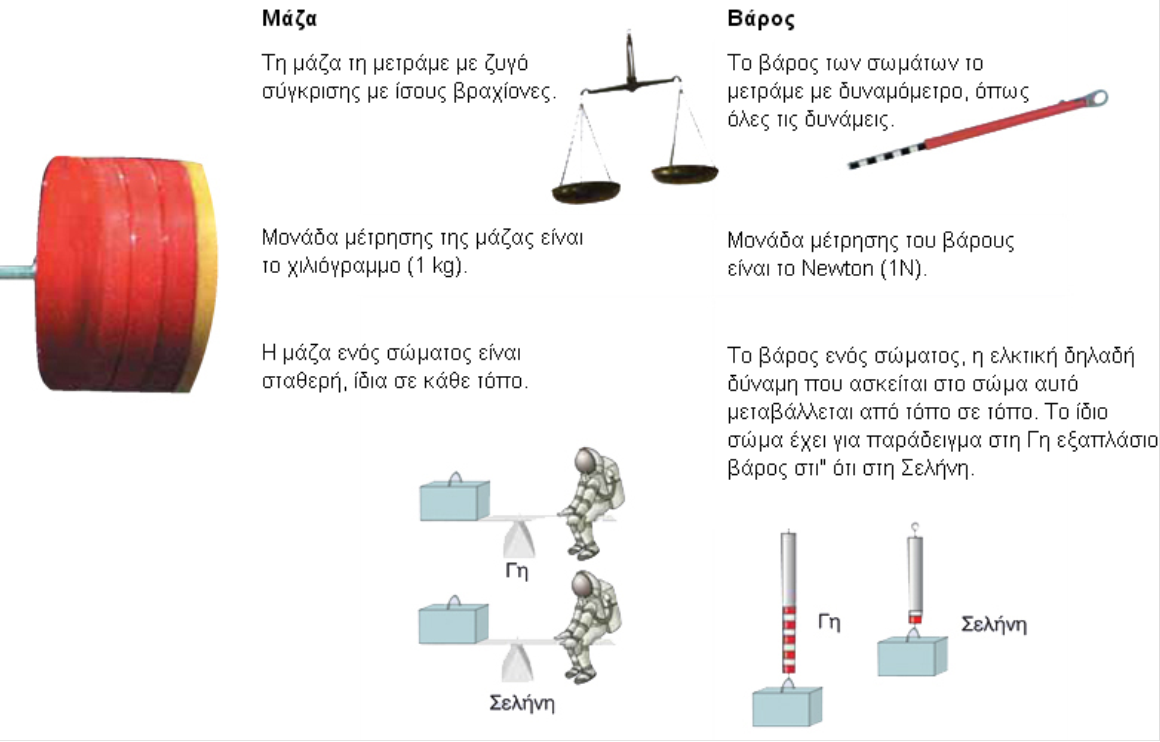 Μάζα
Τη μάζα τη μετράμε με ζυγό
σύγκρισης με ίσους βραχίονες.
Μονάδα μέτρησης της μάζας είναι
το χιλιόγραμμο (1 kg).
Η μάζα ενός σώματος είναι
σταθερή, ίδια σε κάθε τόπο.
Γη
Σελήνη
Βάρος
Το βάρος των σωμάτων το
μετράμε με δυναμόμετρο, όπως
όλες τις δυνάμεις.
Μονάδα μέτρησης του βάρους
είναι το Newton (1N).
Το βάρος ενός σώματος, η ελκτική δηλαδή
δύναμη που ασκείται στο σώμα αυτό
μεταβάλλεται από τόπο σε τόπο. Το ίδιο
σώμα έχει για παράδειγμα στη Γη εξαπλάσιο
βάρος στι" ότι στη Σελήνη.
Γη
Σελήνη